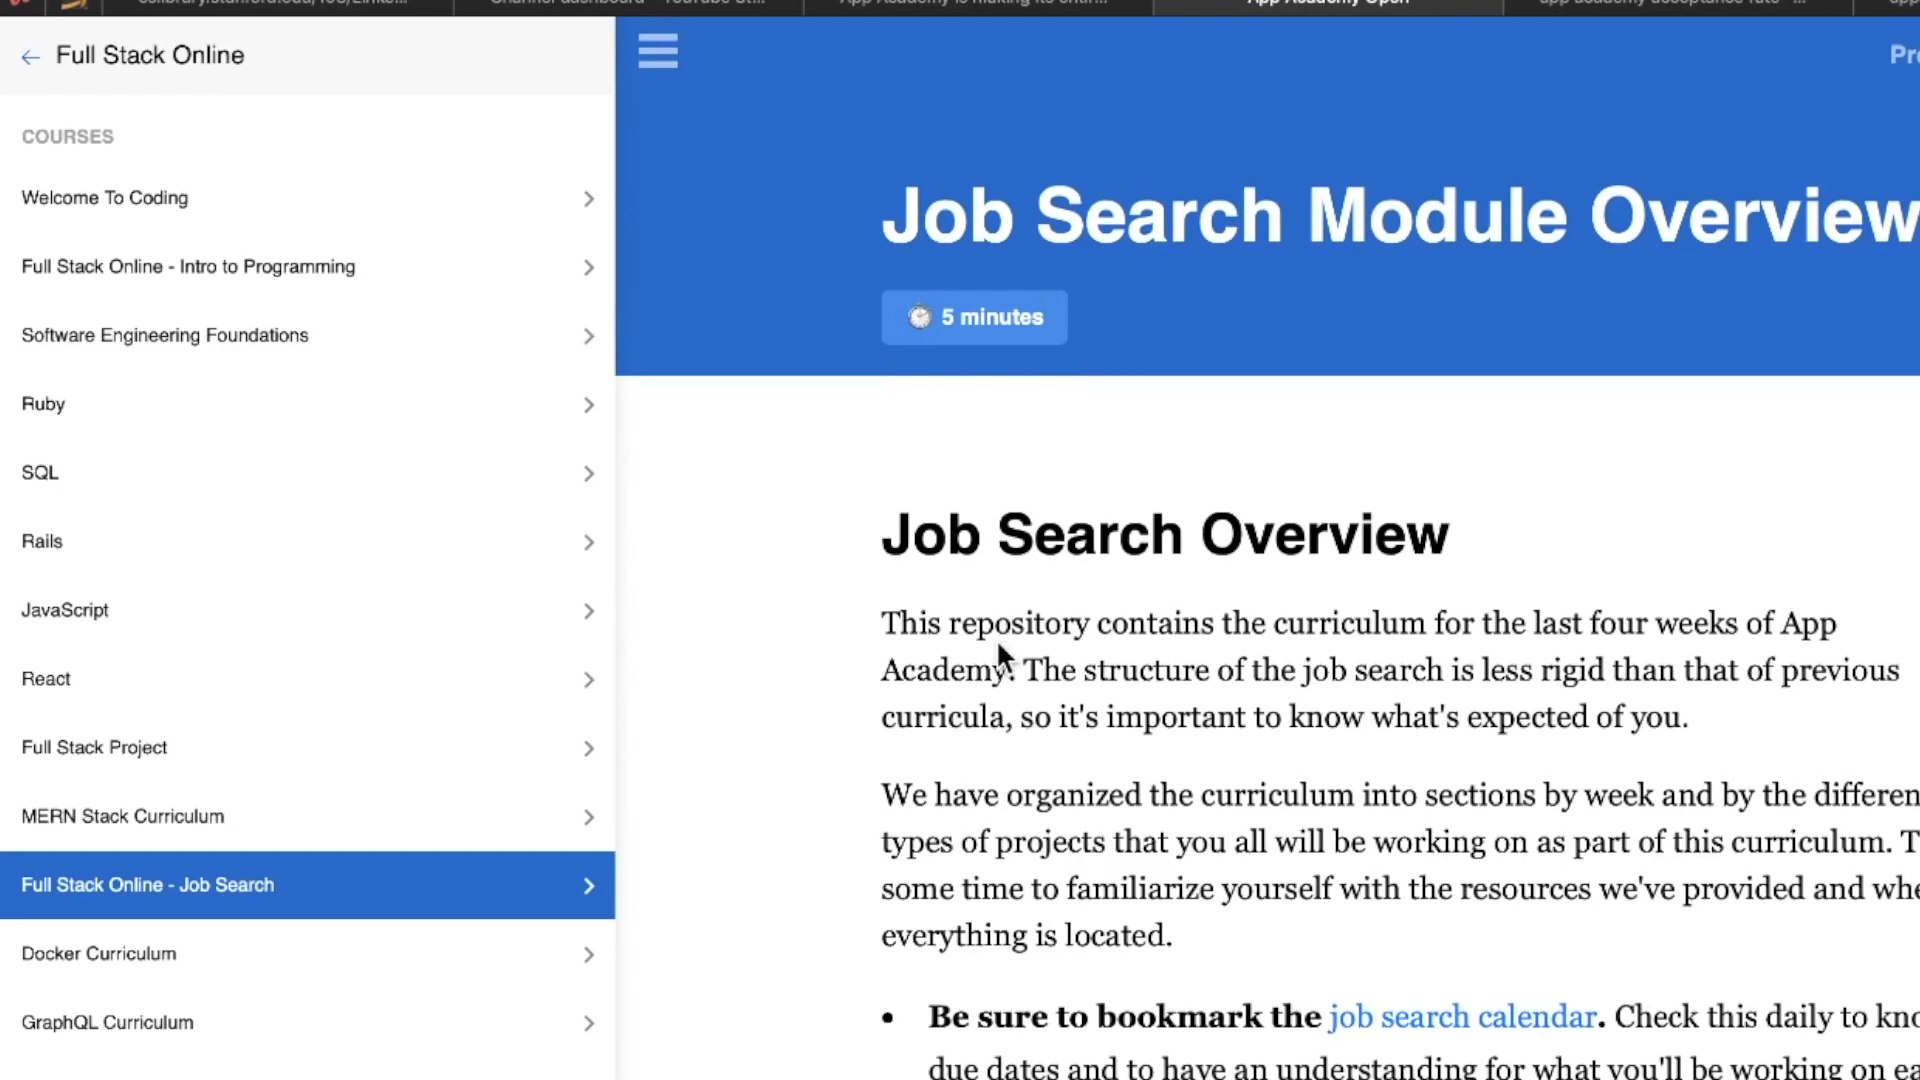 App Academy Open
Full Stack Online
COURSES
Welcome To Coding
Full Stack Online - Intro to Programming
Software Engineering Foundations
Ruby
SQL
Rails
JavaScript
React
Full Stack Project
MERN Stack Curriculum
Full Stack Online - Job Search
Docker Curriculum
GraphQL Curriculum
Job Search Module Overview
5 minutes
Job Search Overview
This repository contains the curriculum for the last four weeks of App
Academy. The structure of the job search is less rigid than that of previous
curricula, so it's important to know what's expected of you.
We have organized the curriculum into sections by week and by the differen
types of projects that you all will be working on as part of this curriculum. T
some time to familiarize yourself with the resources we've provided and whe
everything is located.
• Be sure to bookmark the job search calendar. Check this daily to kno
due dates and to have an understanding for what you'll be working on ea